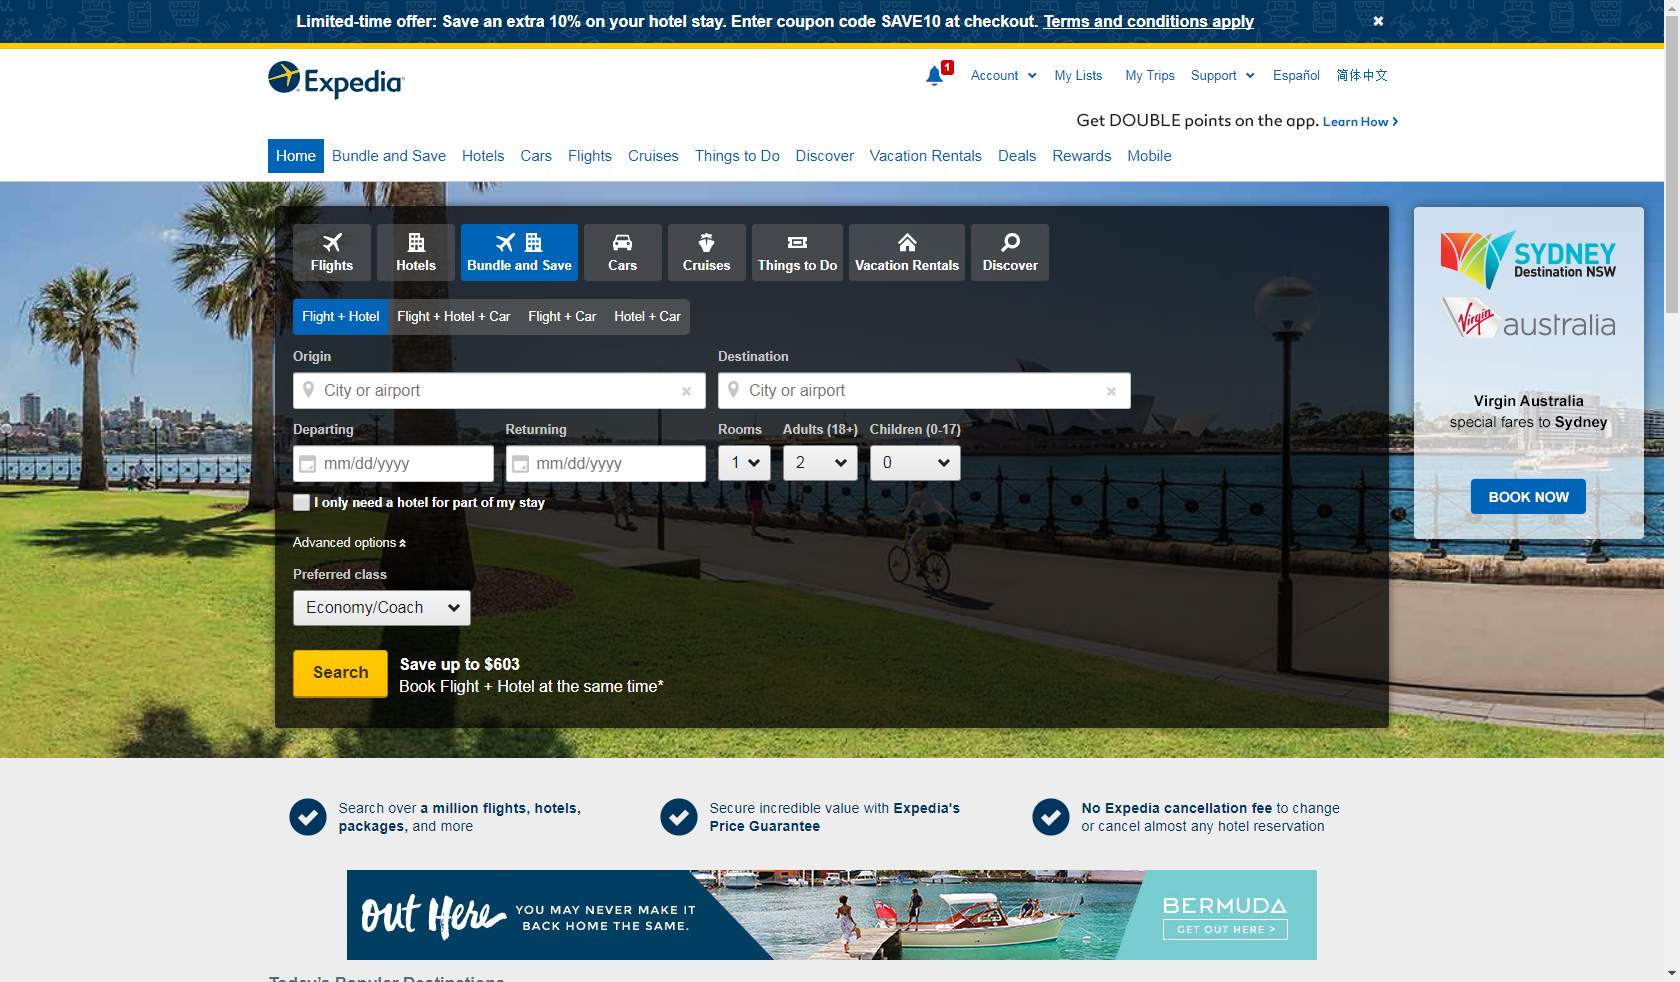 Limited-time offer: Save an extra 10% on your hotel stay. Enter coupon code SAVE10 at checkout. Terms and conditions apply
Expedia
1
Account
My Lists
My Trips
Support
Español
简体中文
Get DOUBLE points on the app. Learn How
Home
Bundle and Save
Hotels
Cars
Flights
Cruises
Things to Do
Discover
Vacation Rentals
Deals
Rewards
Mobile
Flights
Hotels
Bundle and Save
Cars
Cruises
Things to Do
Vacation Rentals
Discover
Flight + Hotel
Flight + Hotel + Car
Flight + Car
Hotel + Car
Origin
Destination
City or airport
City or airport
Departing
Returning
Rooms
Adults (18+)
Children (0-17)
mm/dd/yyyy
mm/dd/yyyy
1
2
0
I only need a hotel for part of my stay
Advanced options
Preferred class
Economy/Coach
Search
Save up to $603
Book Flight + Hotel at the same time*
SYDNEY
Destination NSW
Virgin
australia
Virgin Australia
special fares to Sydney
BOOK NOW
Search over a million flights, hotels,
packages, and more
Secure incredible value with Expedia's
Price Guarantee
No Expedia cancellation fee to change
or cancel almost any hotel reservation
out Here
YOU MAY NEVER MAKE IT
BACK HOME THE SAME.
BERMUDA
GET OUT HERE >
Today's Popular Destinations